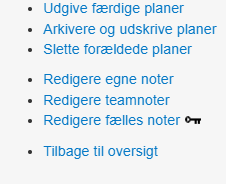 Udgive færdige planer
Arkivere og udskrive planer
Slette forældede planer
Redigere egne noter
Redigere teamnoter
Redigere fælles noter
Tilbage til oversigt